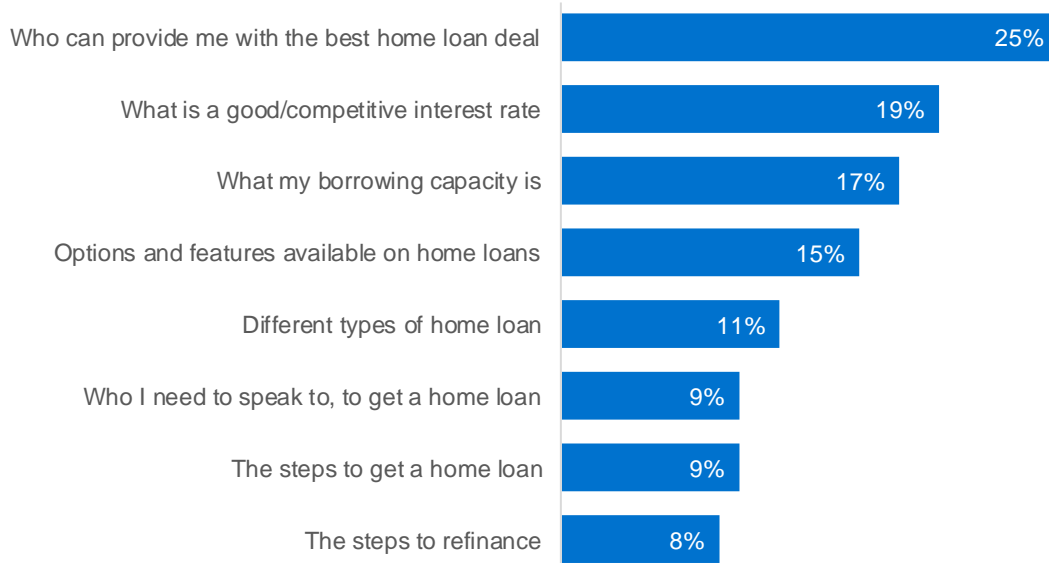 Who can provide me with the best home loan deal 25%
What is a good/competitive interest rate 19%
What my borrowing capacity is 17%
Options and features available on home loans 15%
Different types of home loan 11%
Who I need to speak to, to get a home loan 9%
The steps to get a home loan 9%
The steps to refinance 8%